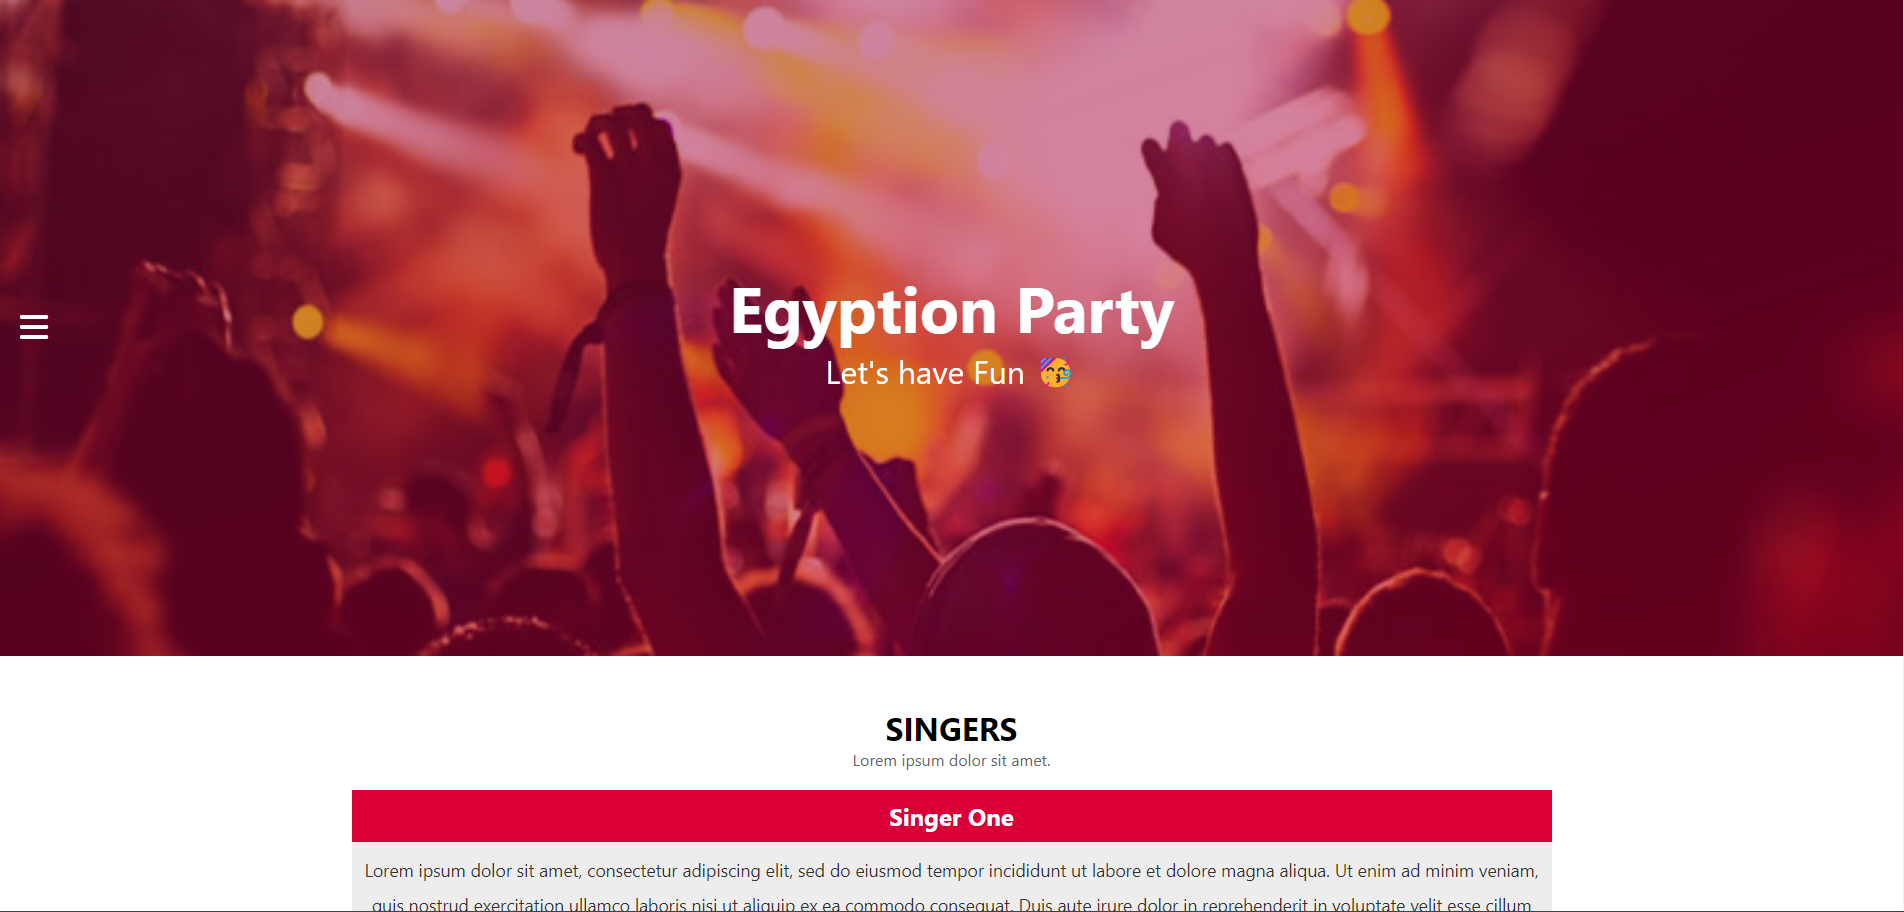 Egyption Party
Let's have Fun 🥳
SINGERS
Lorem ipsum dolor sit amet.
Singer One
Lorem ipsum dolor sit amet, consectetur adipiscing elit, sed do eiusmod tempor incididunt ut labore et dolore magna aliqua. Ut enim ad minim veniam,
quis nostrud exercitation ullamco laboris nisi ut aliquip ex ea commodo consequat. Duis aute irure dolor in reprehenderit in voluptate velit esse cillum